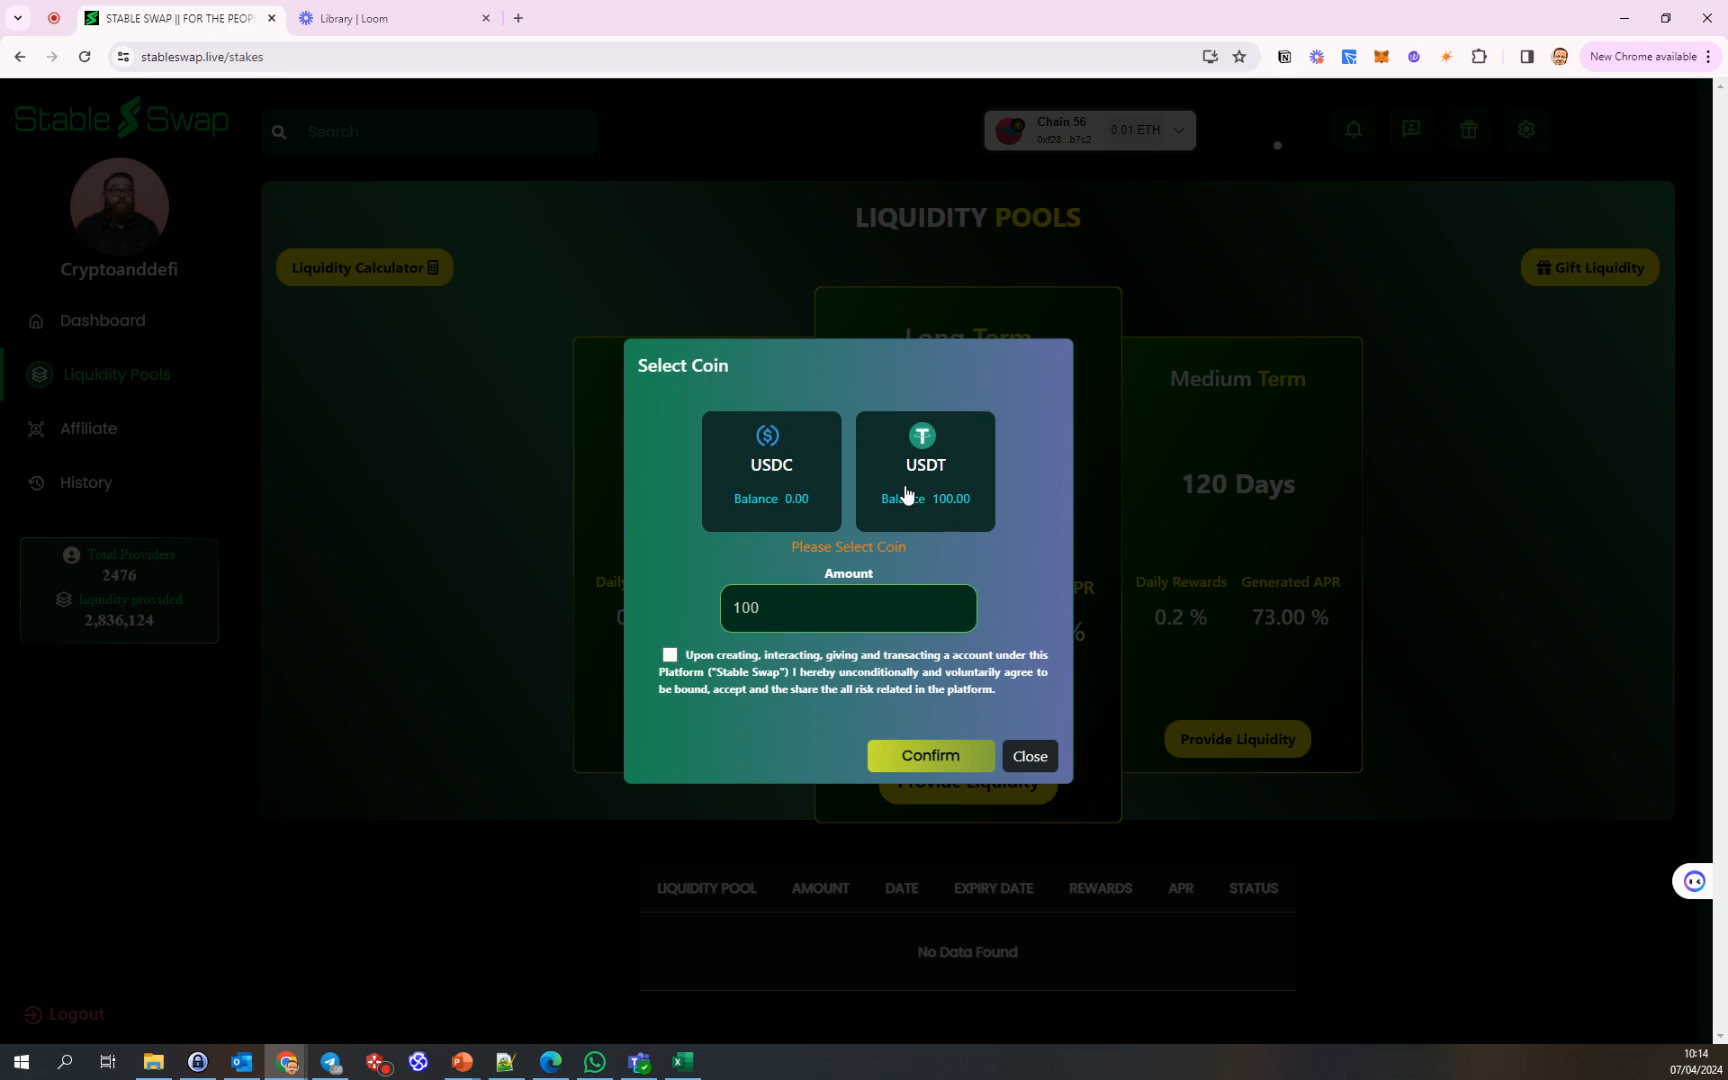 STABLE SWAP || FOR THE PEOP
Library | Loom
stableswap.live/stakes
New Chrome available
Stable Swap
Search
Chain 56
0xf28...b7c2
0.01 ETH
Cryptoanddefi
Dashboard
Liquidity Pools
Affiliate
History
Total Providers
2476
liquidity provided
2,836,124
Logout
LIQUIDITY POOLS
Liquidity Calculator
Gift Liquidity
Long Term
Medium Term
120 Days
Daily Rewards Generated APR
0.2 % 73.00 %
Provide Liquidity
Select Coin
USDC
Balance 0.00
USDT
Balance 100.00
Please Select Coin
Amount
100
Upon creating, interacting, giving and transacting a account under this
Platform ("Stable Swap") I hereby unconditionally and voluntarily agree to
be bound, accept and the share the all risk related in the platform.
Confirm
Close
Provide Liquidity
LIQUIDITY POOL AMOUNT DATE EXPIRY DATE REWARDS APR STATUS
No Data Found
10:14
07/04/2024